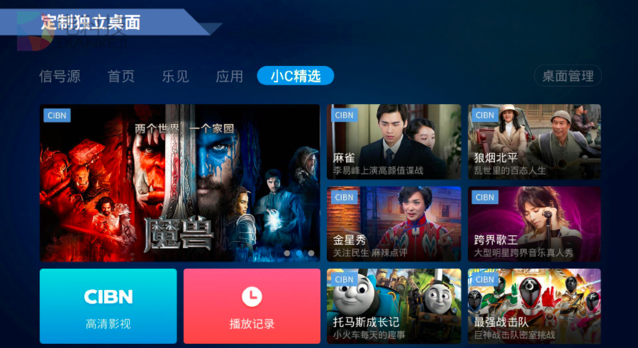 定制独立桌面
信号源 首页 乐见 应用 小C精选 桌面管理
CIBN
两个世界 一个家园
魔兽
CIBN
麻雀
李易峰上演高颜值谍战
CIBN
狼烟北平
乱世里的百态人生
CIBN
金星秀
关注民生 麻辣点评
CIBN
跨界歌王
大型明星跨界音乐真人秀
CIBN
高清影视
播放记录
CIBN
托马斯成长记
小火车每天的趣事
CIBN
最强战击队
巨神战击队密室挑战